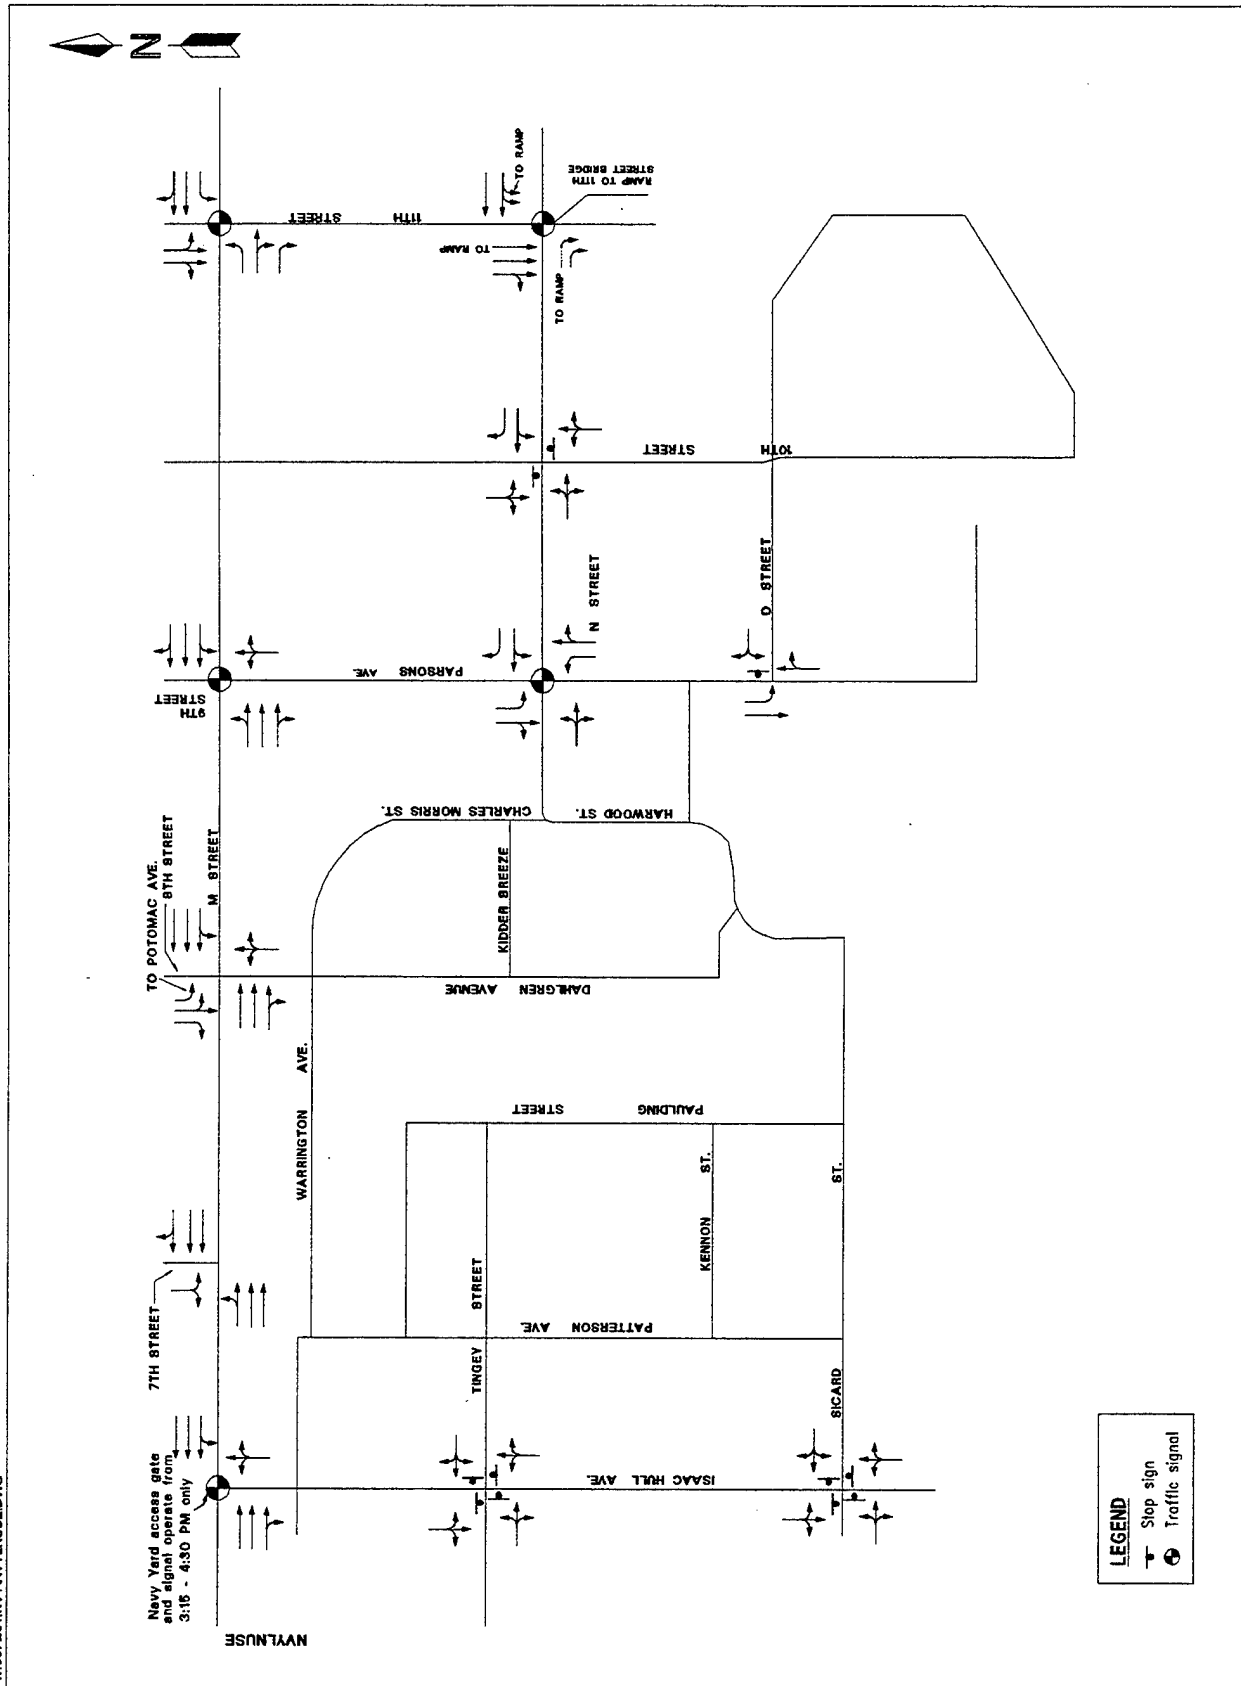 N
TO RAMP
RAMP TO 11TH
STREET BRIDGE
11TH STREET
TO RAMP
TO RAMP
10TH STREET
N STREET
O STREET
PARSONS AVE.
9TH
STREET
CHARLES MORRIS ST.
HARWOOD ST.
8TH STREET
TO POTOMAC AVE.
M STREET
KIDDER BREEZE
DAHLGREN AVENUE
WARRINGTON AVE.
PAULDING STREET
KENNON ST.
7TH STREET
TINGEY STREET
PATTERSON AVE.
SICARD ST.
Navy Yard access gate
and signal operate from
3:15 - 4:30 PM only
ISAAC HULL AVE.
NVYLNUSE
LEGEND
Stop sign
Traffic signal